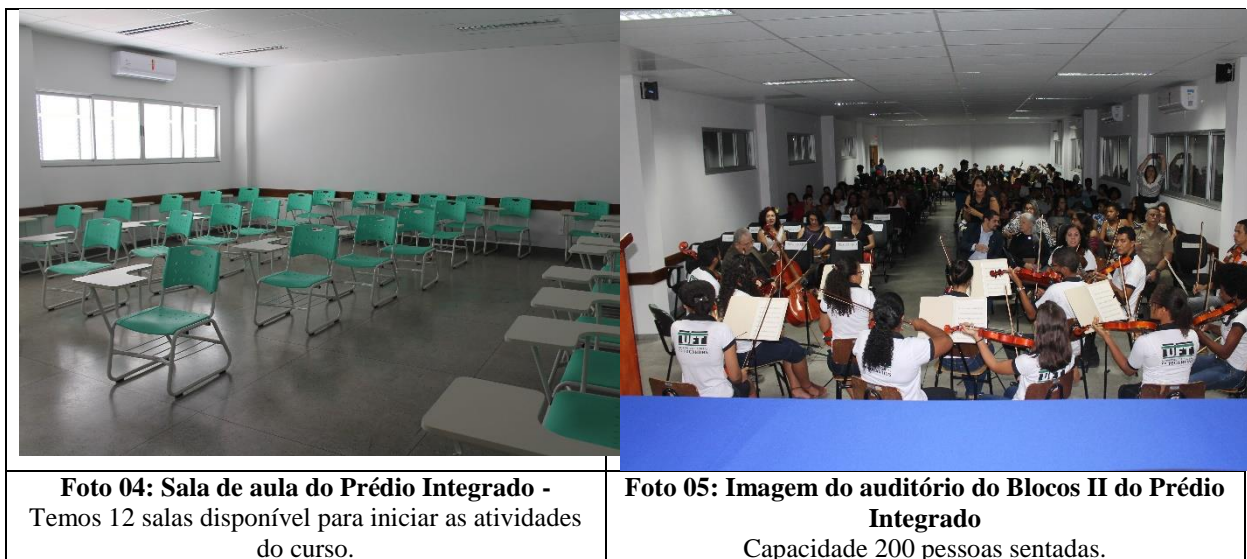 UFT
UFT
UFT
Foto 04: Sala de aula do Prédio Integrado -
Temos 12 salas disponível para iniciar as atividades
do curso.
Foto 05: Imagem do auditório do Blocos II do Prédio
Integrado
Capacidade 200 pessoas sentadas.